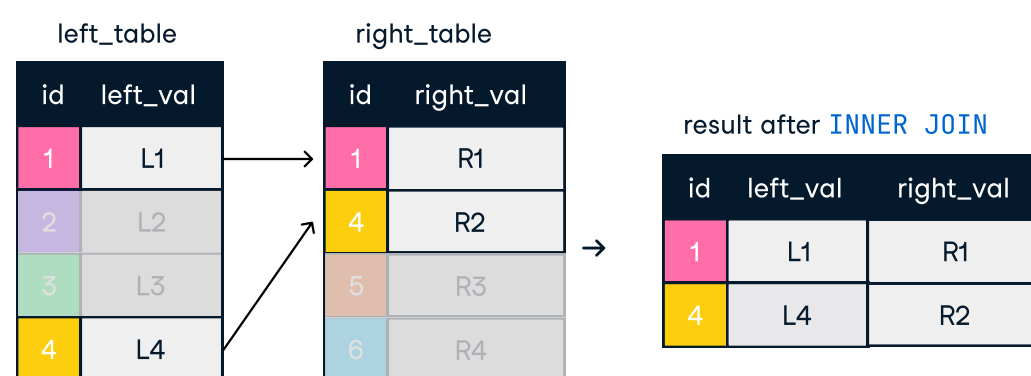 left_table
id left_val
1 L1
2 L2
3 L3
4 L4
right_table
id right_val
1 R1
4 R2
5 R3
6 R4
result after INNER JOIN
id left_val right_val
1 L1 R1
4 L4 R2